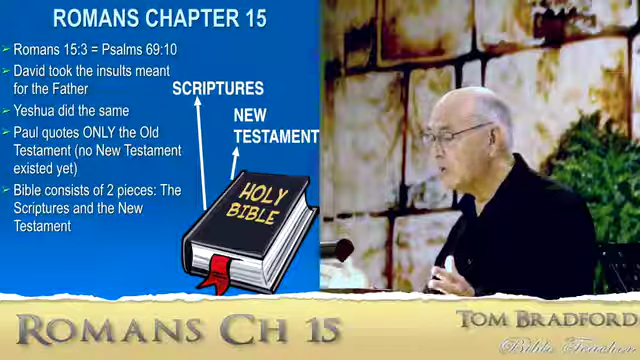 ROMANS CHAPTER 15
➢ Romans 15:3 = Psalms 69:10
➢ David took the insults meant
for the Father
➢ Yeshua did the same
➢ Paul quotes ONLY the Old
Testament (no New Testament
existed yet)
➢ Bible consists of 2 pieces: The
Scriptures and the New
Testament
SCRIPTURES
NEW
TESTAMENT
HOLY
BIBLE
ROMANS CH 15
TOM BRADFORD
Bible Teacher